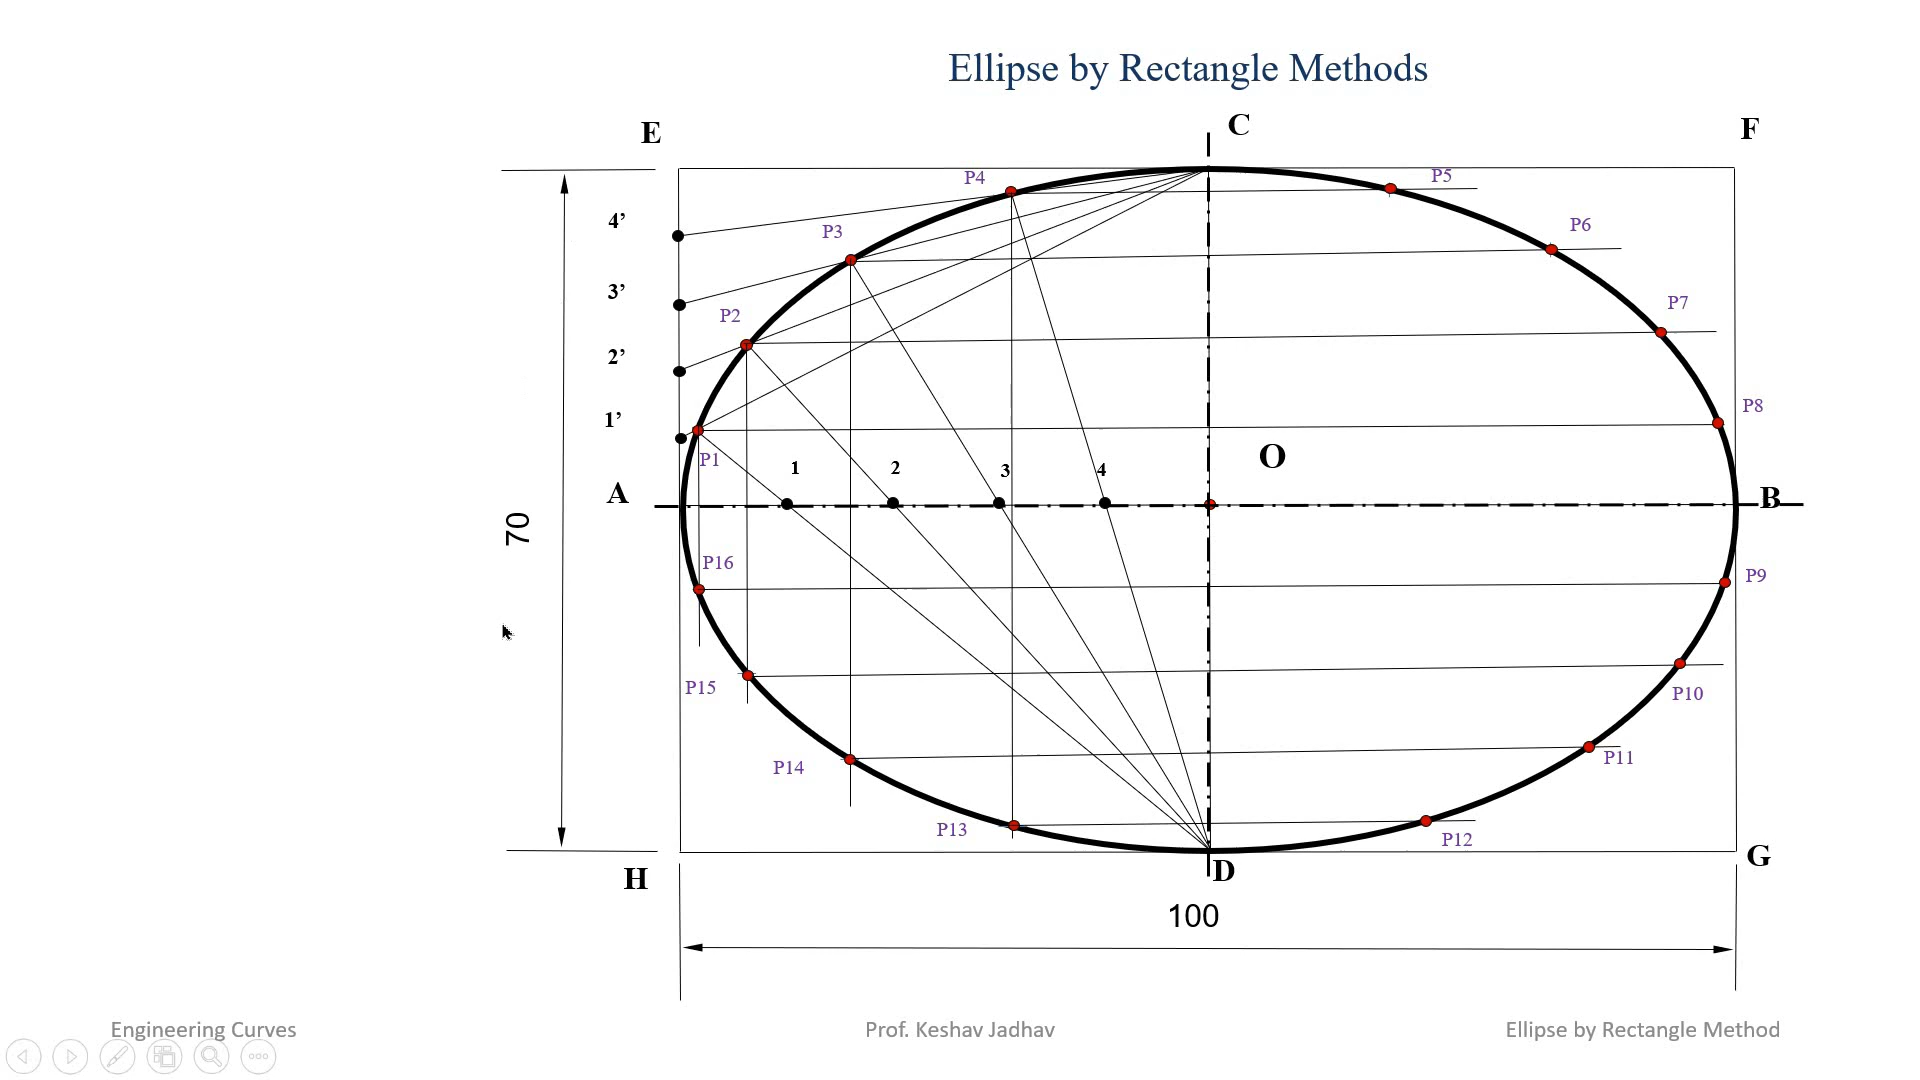 Ellipse by Rectangle Methods
E
C
F
P4
P5
4’
P3
P6
3’
P2
P7
2’
1’
P8
P1
1
2
3
4
O
A
B
70
P16
P9
P15
P10
P14
P11
P13
P12
H
D
G
100
Engineering Curves
Prof. Keshav Jadhav
Ellipse by Rectangle Method